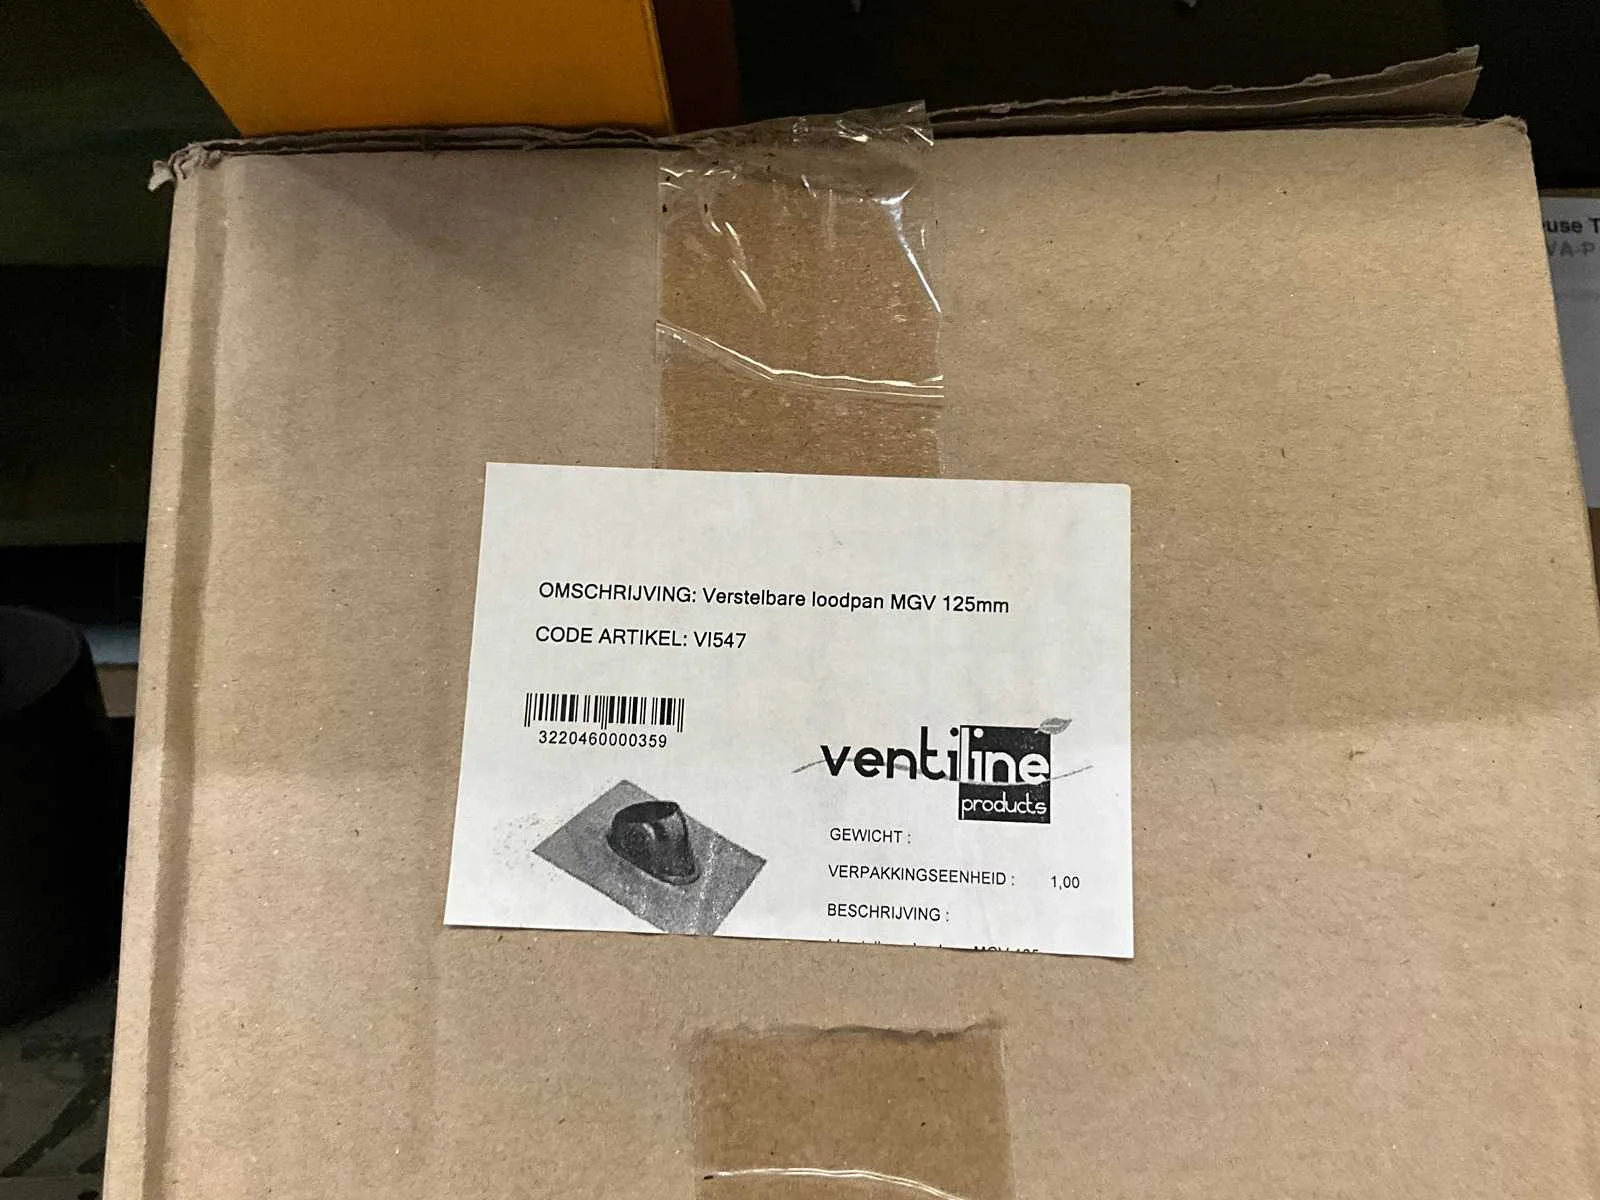 OMSCHRIJVING: Verstelbare loodpan MGV 125mm
CODE ARTIKEL: VI547
3220460000359
ventiline
products
GEWICHT :
VERPAKKINGSEENHEID : 1,00
BESCHRIJVING :